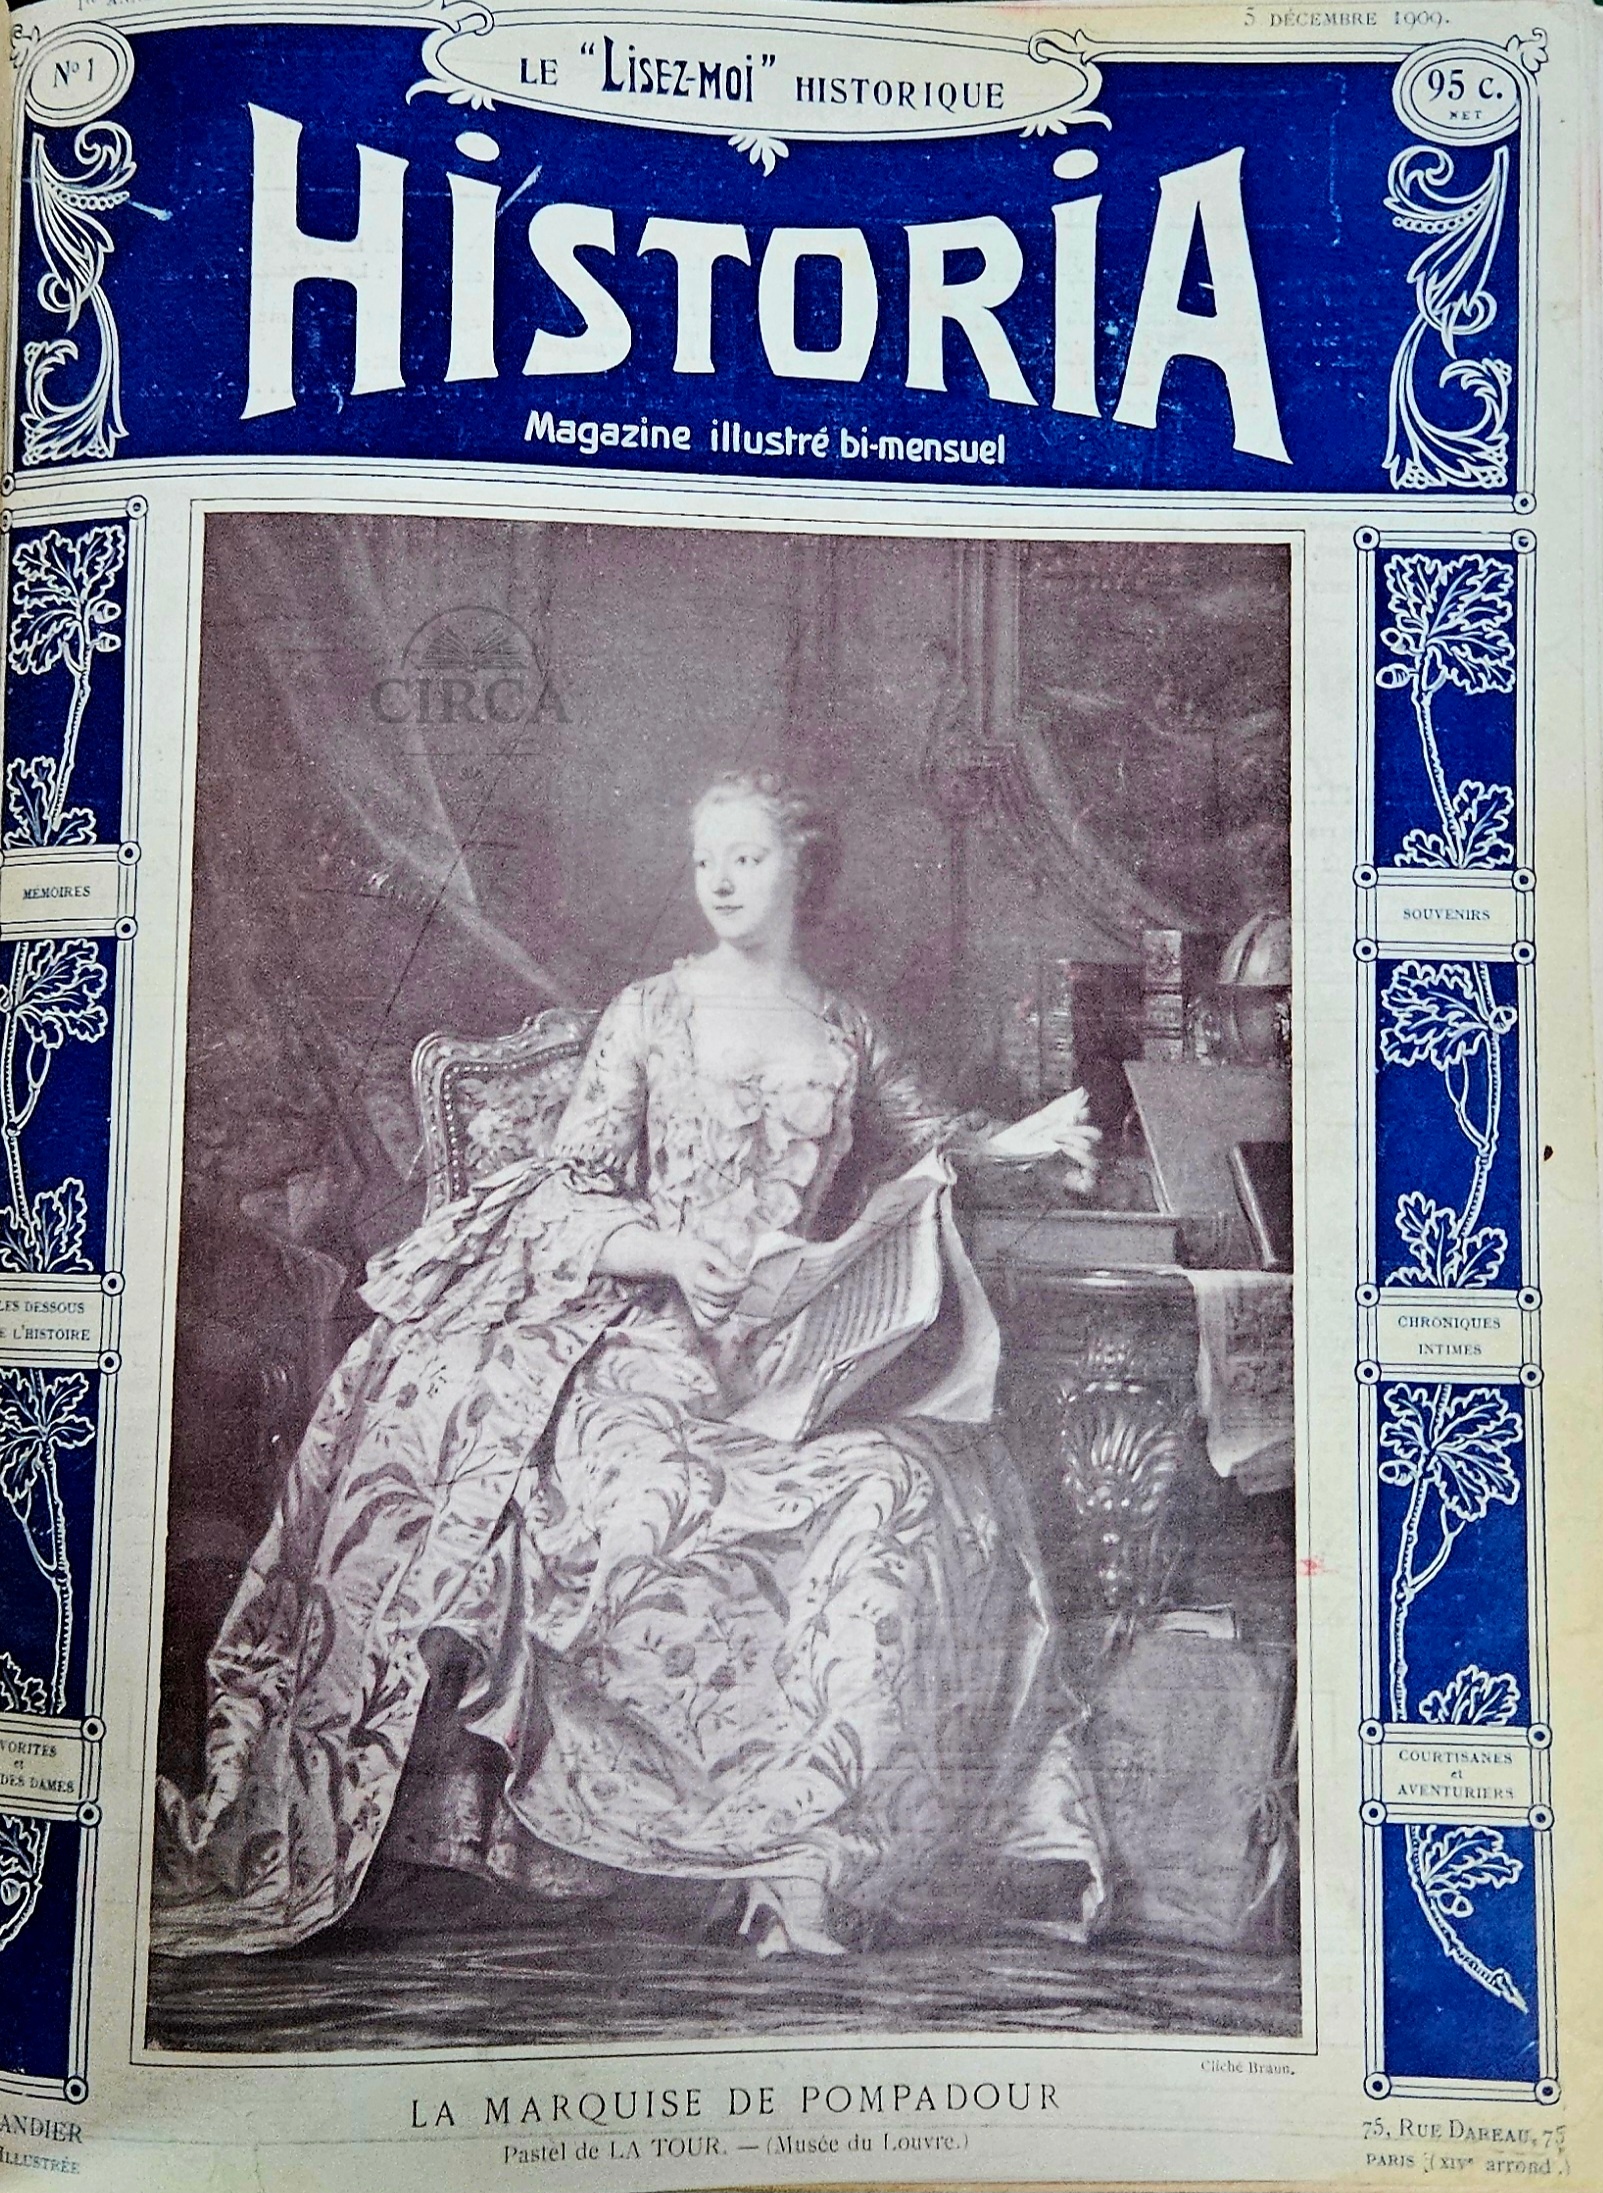 5 DÉCEMBRE 1909.
Nº 1
LE "LISEZ-MOI" HISTORIQUE
95 c.
NET
HISTORIA
Magazine illustré bi-mensuel
CIRCA
MÉMOIRES
SOUVENIRS
LES DESSOUS
E L'HISTOIRE
CHRONIQUES
INTIMES
VORITES
et
DES DAMES
COURTISANES
et
AVENTURIERS
Cliché Braun.
LA MARQUISE DE POMPADOUR
Pastel de LA TOUR. — (Musée du Louvre.)
ANDIER
ILLUSTRÉE
75, RUE DAREAU, 75
PARIS (XIVe arrond.)